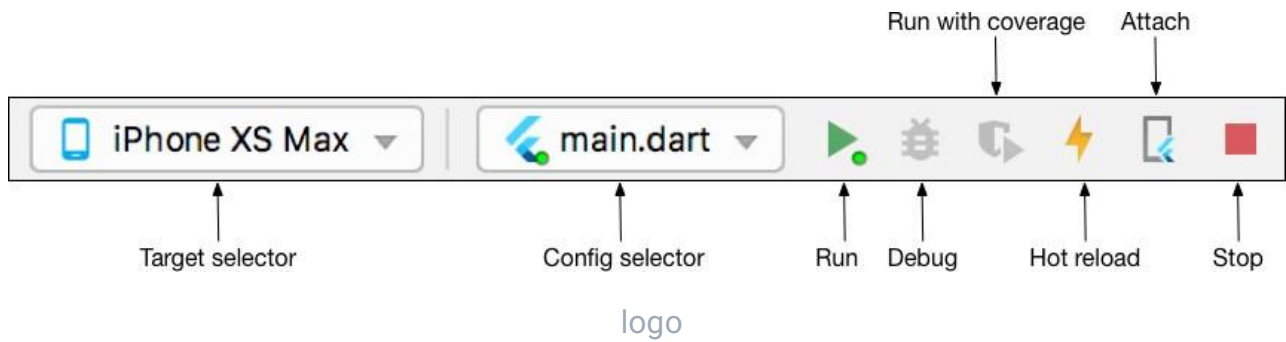 Run with coverage Attach
iPhone XS Max main.dart
Target selector Config selector Run Debug Hot reload Stop
logo